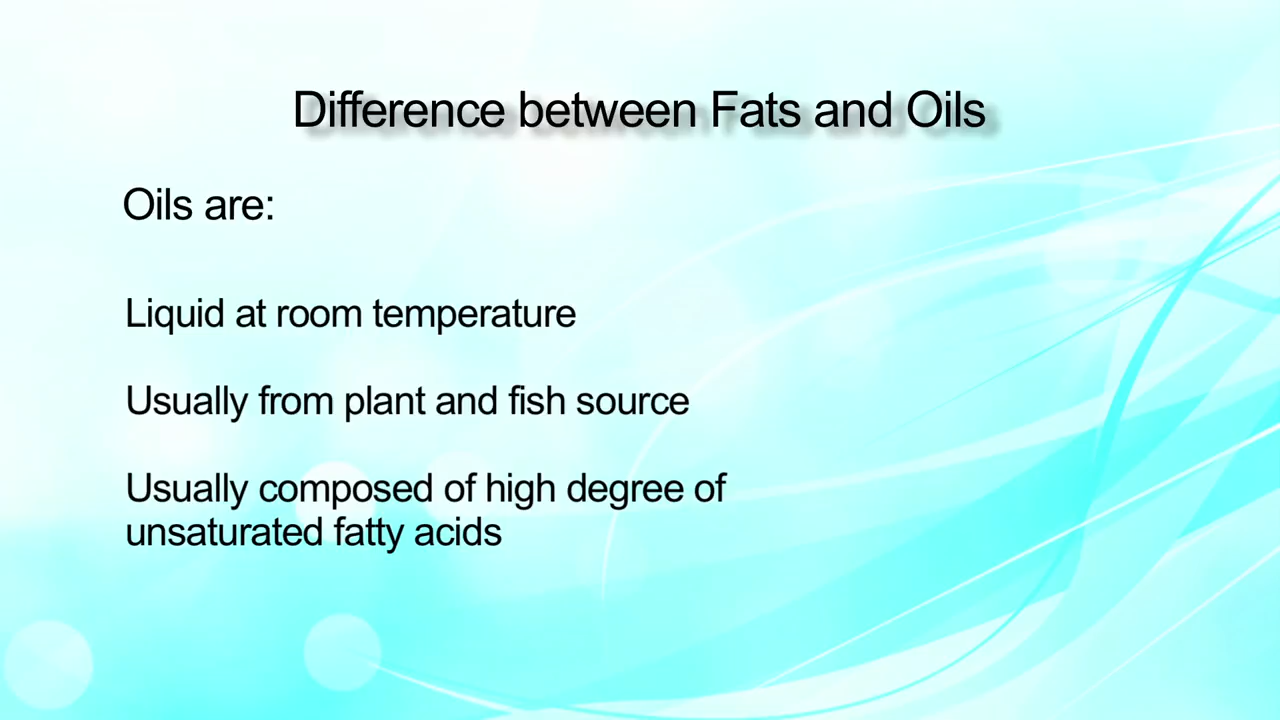 Difference between Fats and Oils
Oils are:
Liquid at room temperature
Usually from plant and fish source
Usually composed of high degree of
unsaturated fatty acids